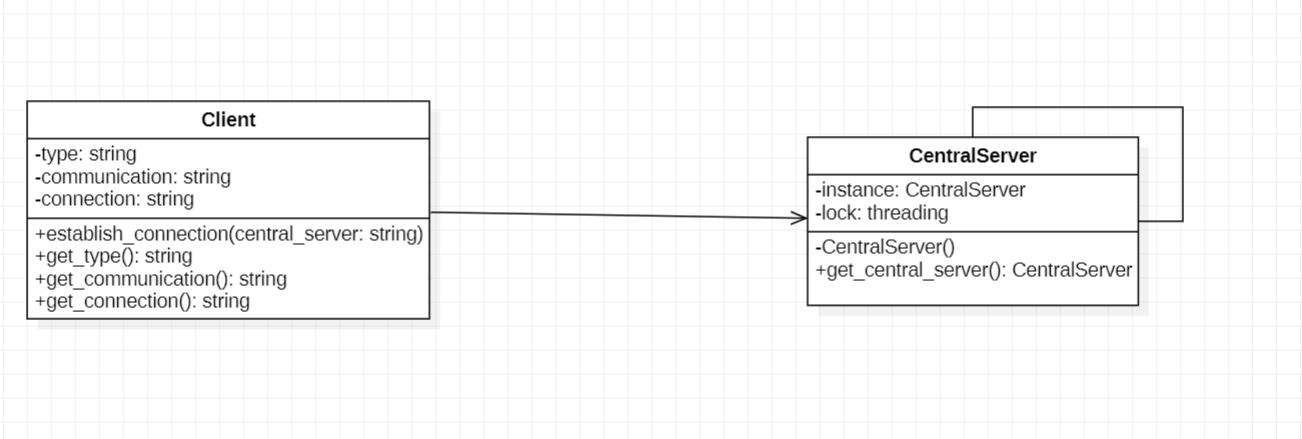 Client
-type: string
-communication: string
-connection: string
+establish_connection(central_server: string)
+get_type(): string
+get_communication(): string
+get_connection(): string
CentralServer
-instance: CentralServer
-lock: threading
-CentralServer()
+get_central_server(): CentralServer